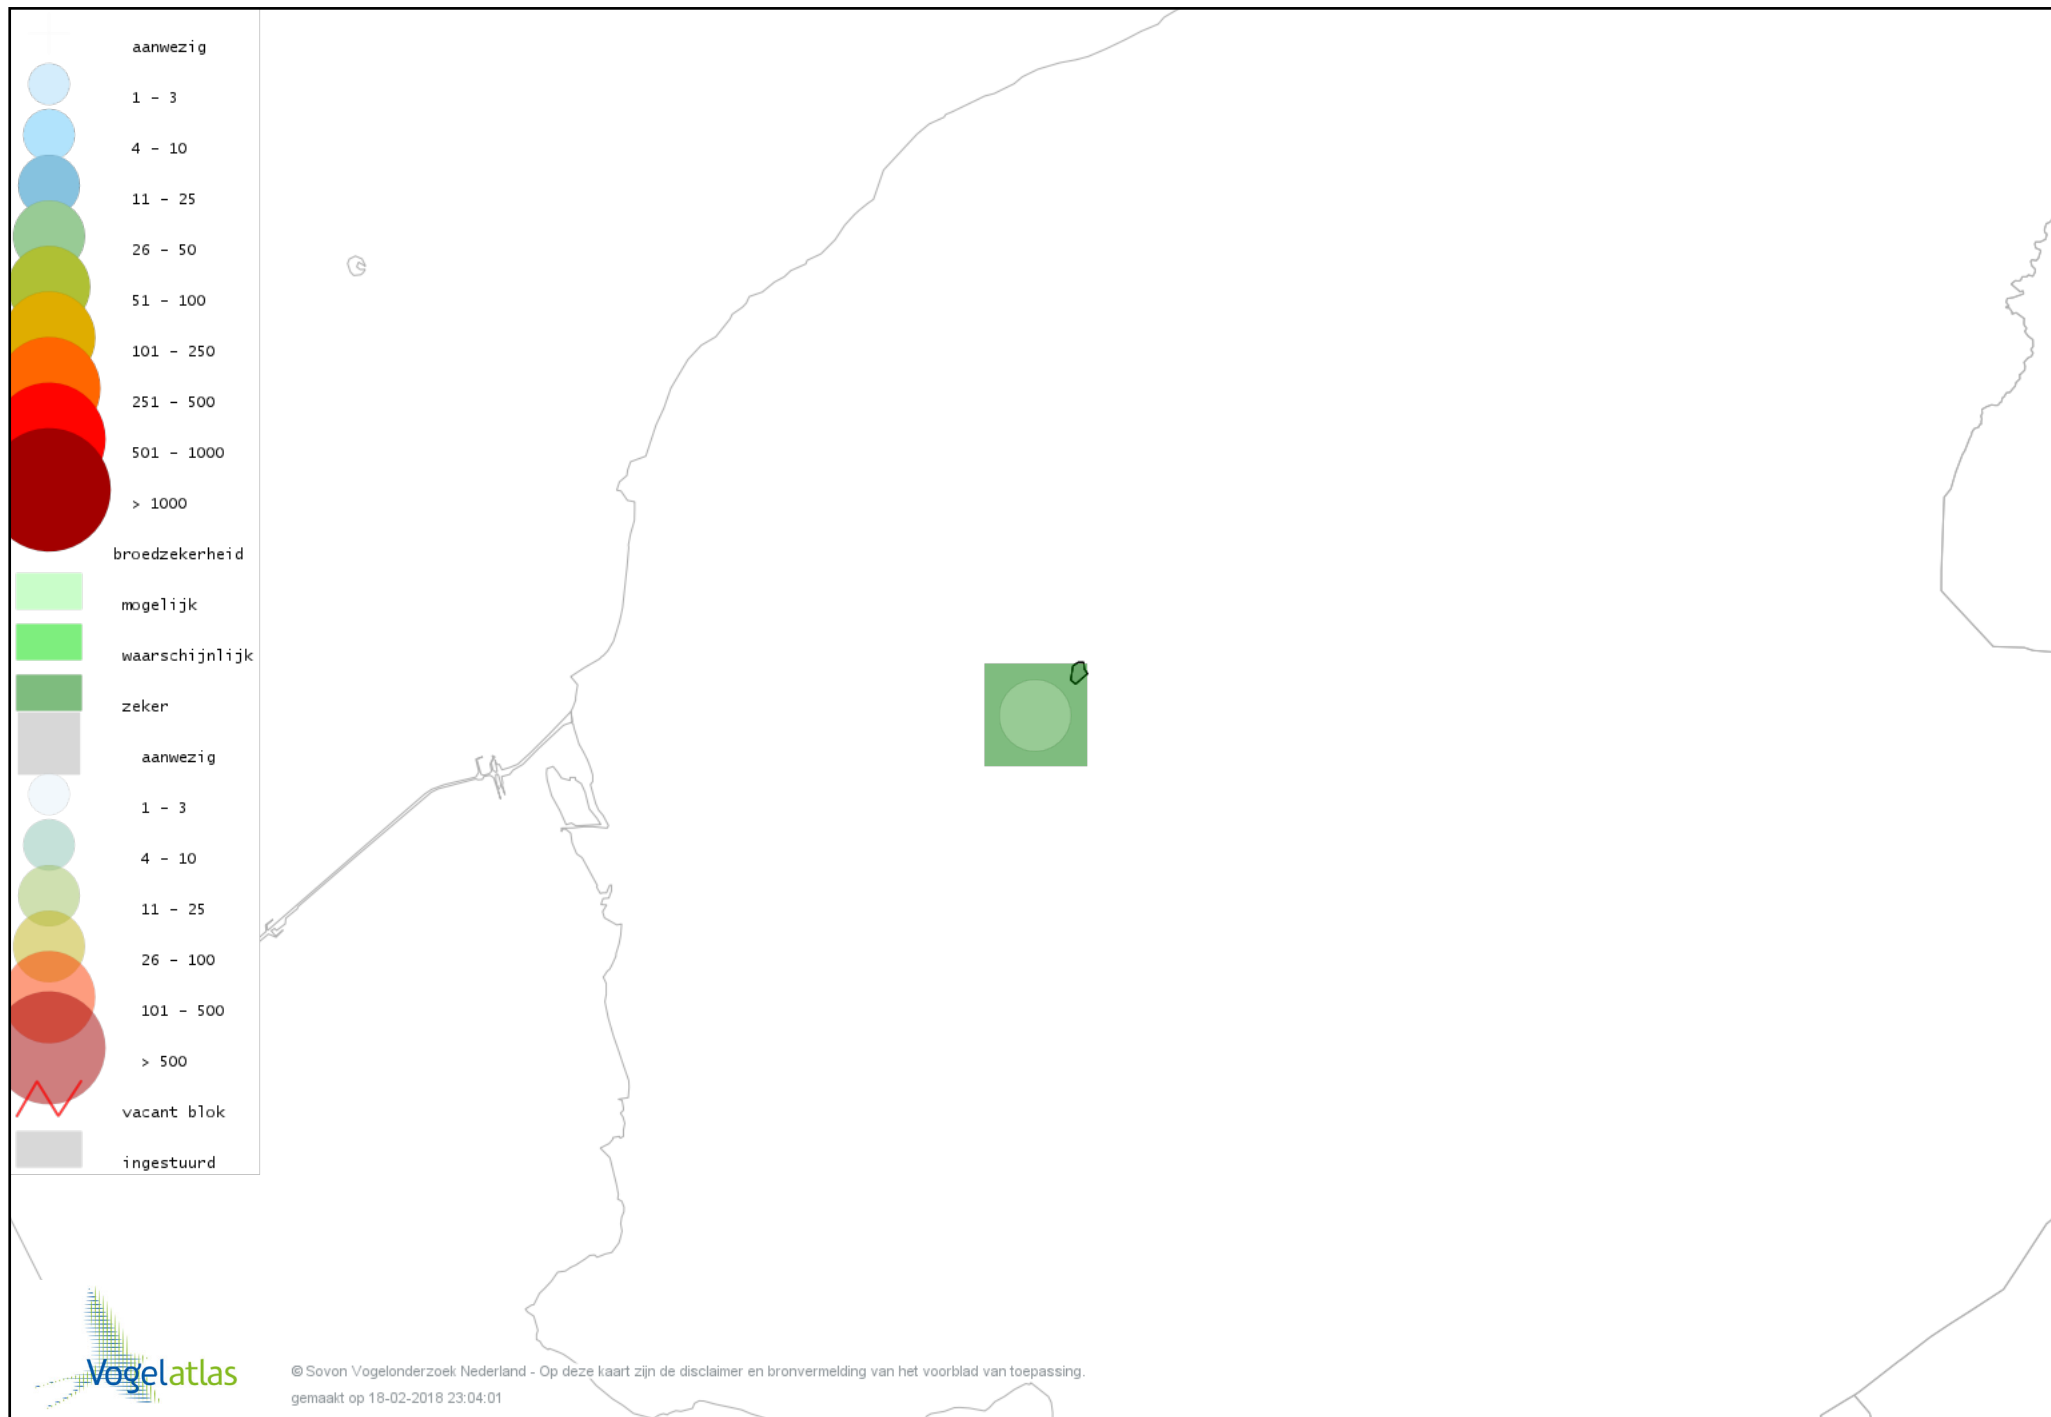 aanwezig
1 - 3
4 - 10
11 - 25
26 - 50
51 - 100
101 - 250
251 - 500
501 - 1000
> 1000
broedzekerheid
mogelijk
waarschijnlijk
zeker
aanwezig
1 - 3
4 - 10
11 - 25
26 - 100
101 - 500
> 500
vacant blok
ingestuurd
Vogelatlas
© Sovon Vogelonderzoek Nederland - Op deze kaart zijn de disclaimer en bronvermelding van het voorblad van toepassing.
gemaakt op 18-02-2018 23:04:01